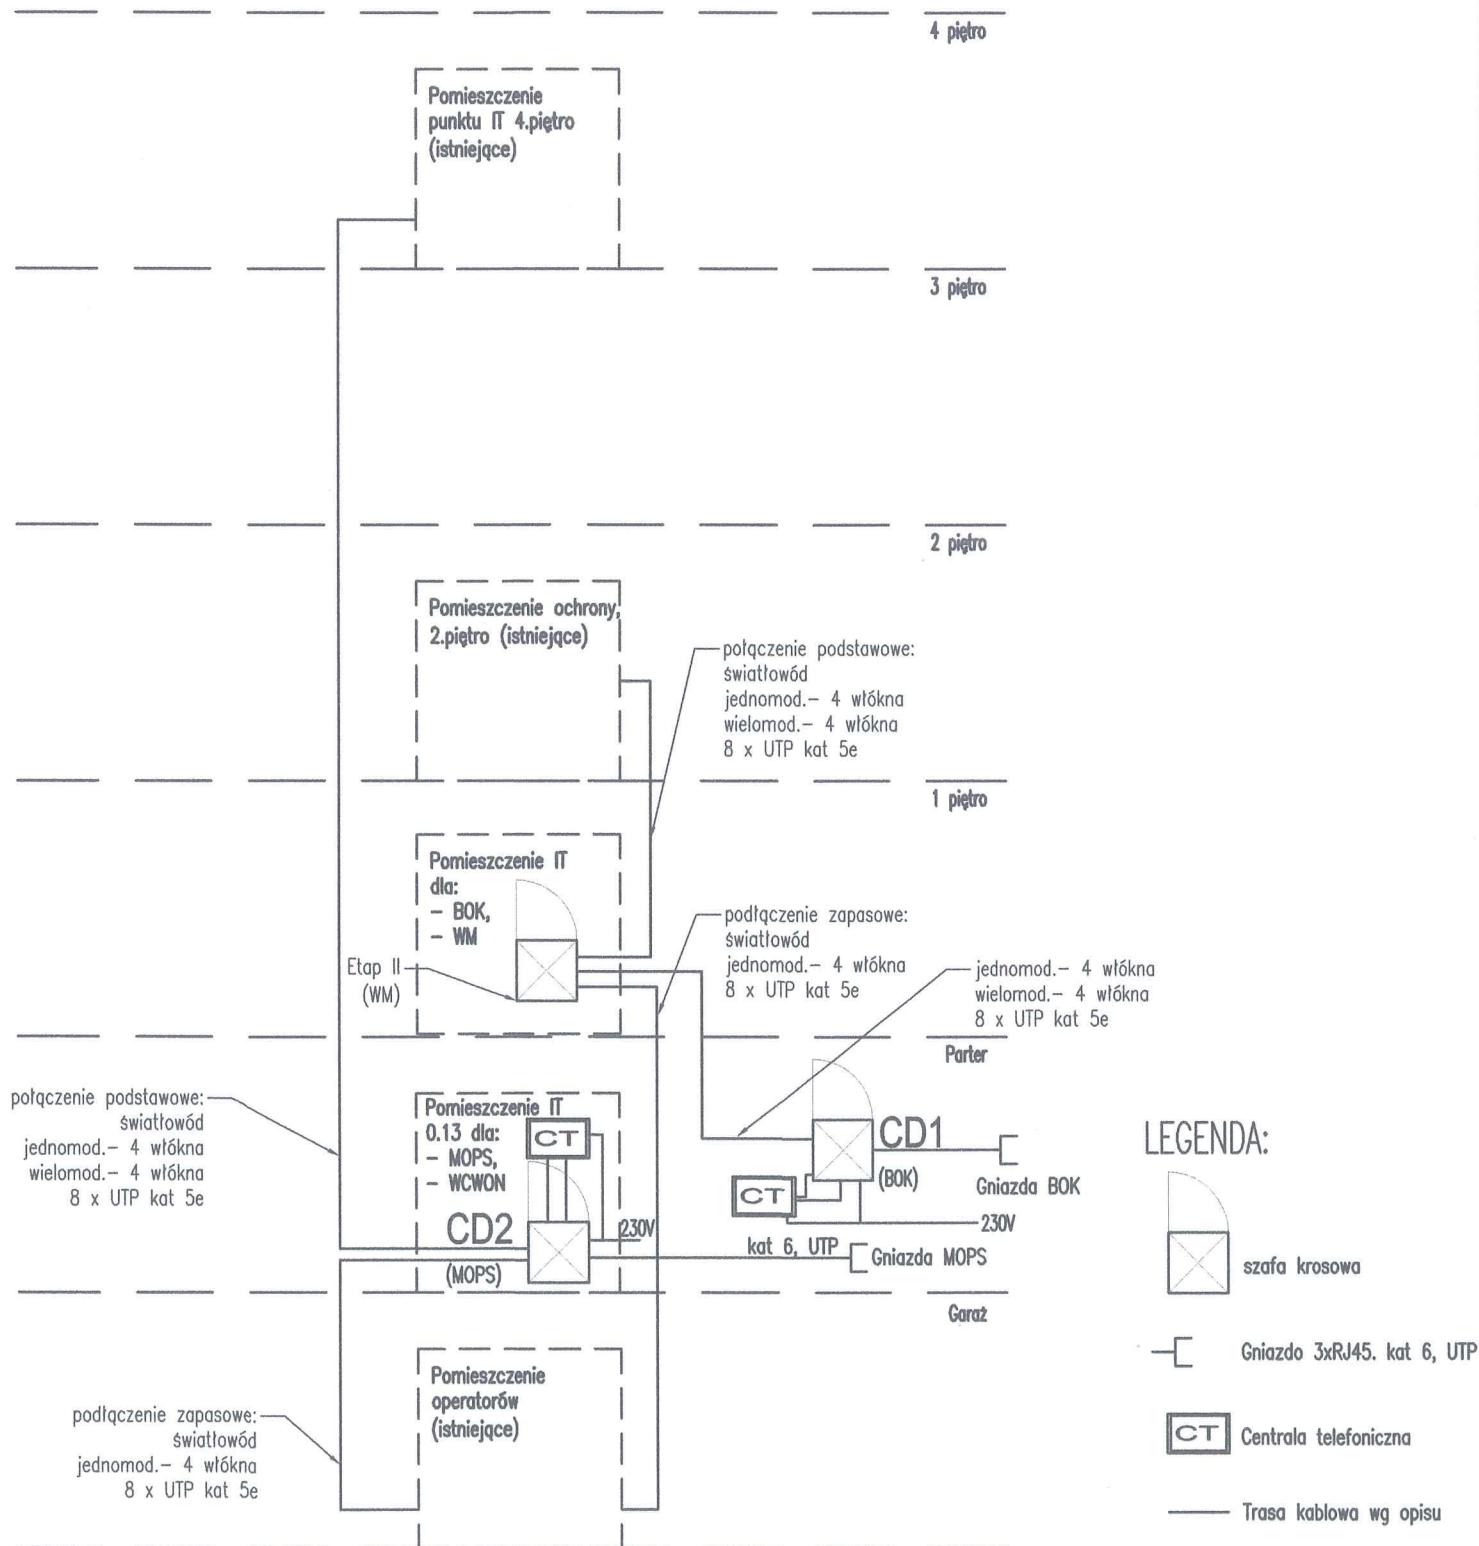 4 piętro
Pomieszczenie
punktu IT 4.piętro
(istniejące)
3 piętro
2 piętro
Pomieszczenie ochrony,
2.piętro (istniejące)
połączenie podstawowe:
światłowód
jednomod.– 4 włókna
wielomod.– 4 włókna
8 x UTP kat 5e
1 piętro
Pomieszczenie IT
dla:
– BOK,
– WM
Etap II
(WM)
podłączenie zapasowe:
światłowód
jednomod.– 4 włókna
8 x UTP kat 5e
jednomod.– 4 włókna
wielomod.– 4 włókna
8 x UTP kat 5e
Parter
połączenie podstawowe:
światłowód
jednomod.– 4 włókna
wielomod.– 4 włókna
8 x UTP kat 5e
Pomieszczenie IT
0.13 dla:
– MOPS,
– WCWON
CT
CD2
(MOPS)
230V
CD1
(BOK)
CT
Gniazda BOK
230V
kat 6, UTP
Gniazda MOPS
Garaż
Pomieszczenie
operatorów
(istniejące)
podłączenie zapasowe:
światłowód
jednomod.– 4 włókna
8 x UTP kat 5e
LEGENDA:
szafa krosowa
Gniazdo 3xRJ45. kat 6, UTP
CT
Centrala telefoniczna
Trasa kablowa wg opisu